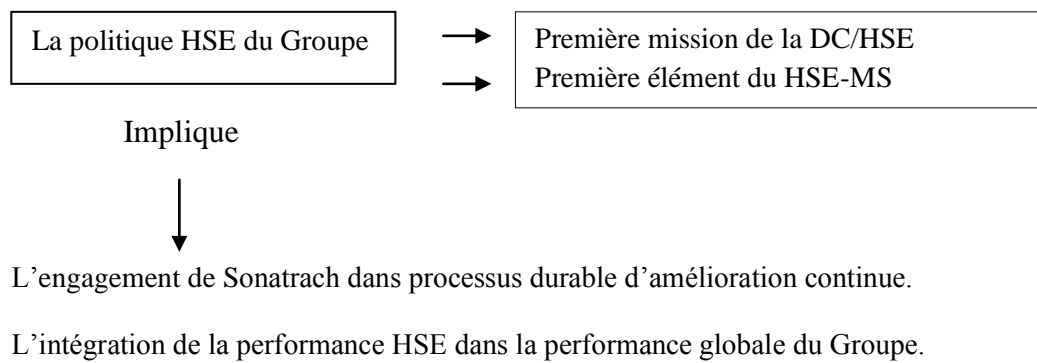 La politique HSE du Groupe
Première mission de la DC/HSE
Première élément du HSE-MS
Implique
L’engagement de Sonatrach dans processus durable d’amélioration continue.
L’intégration de la performance HSE dans la performance globale du Groupe.